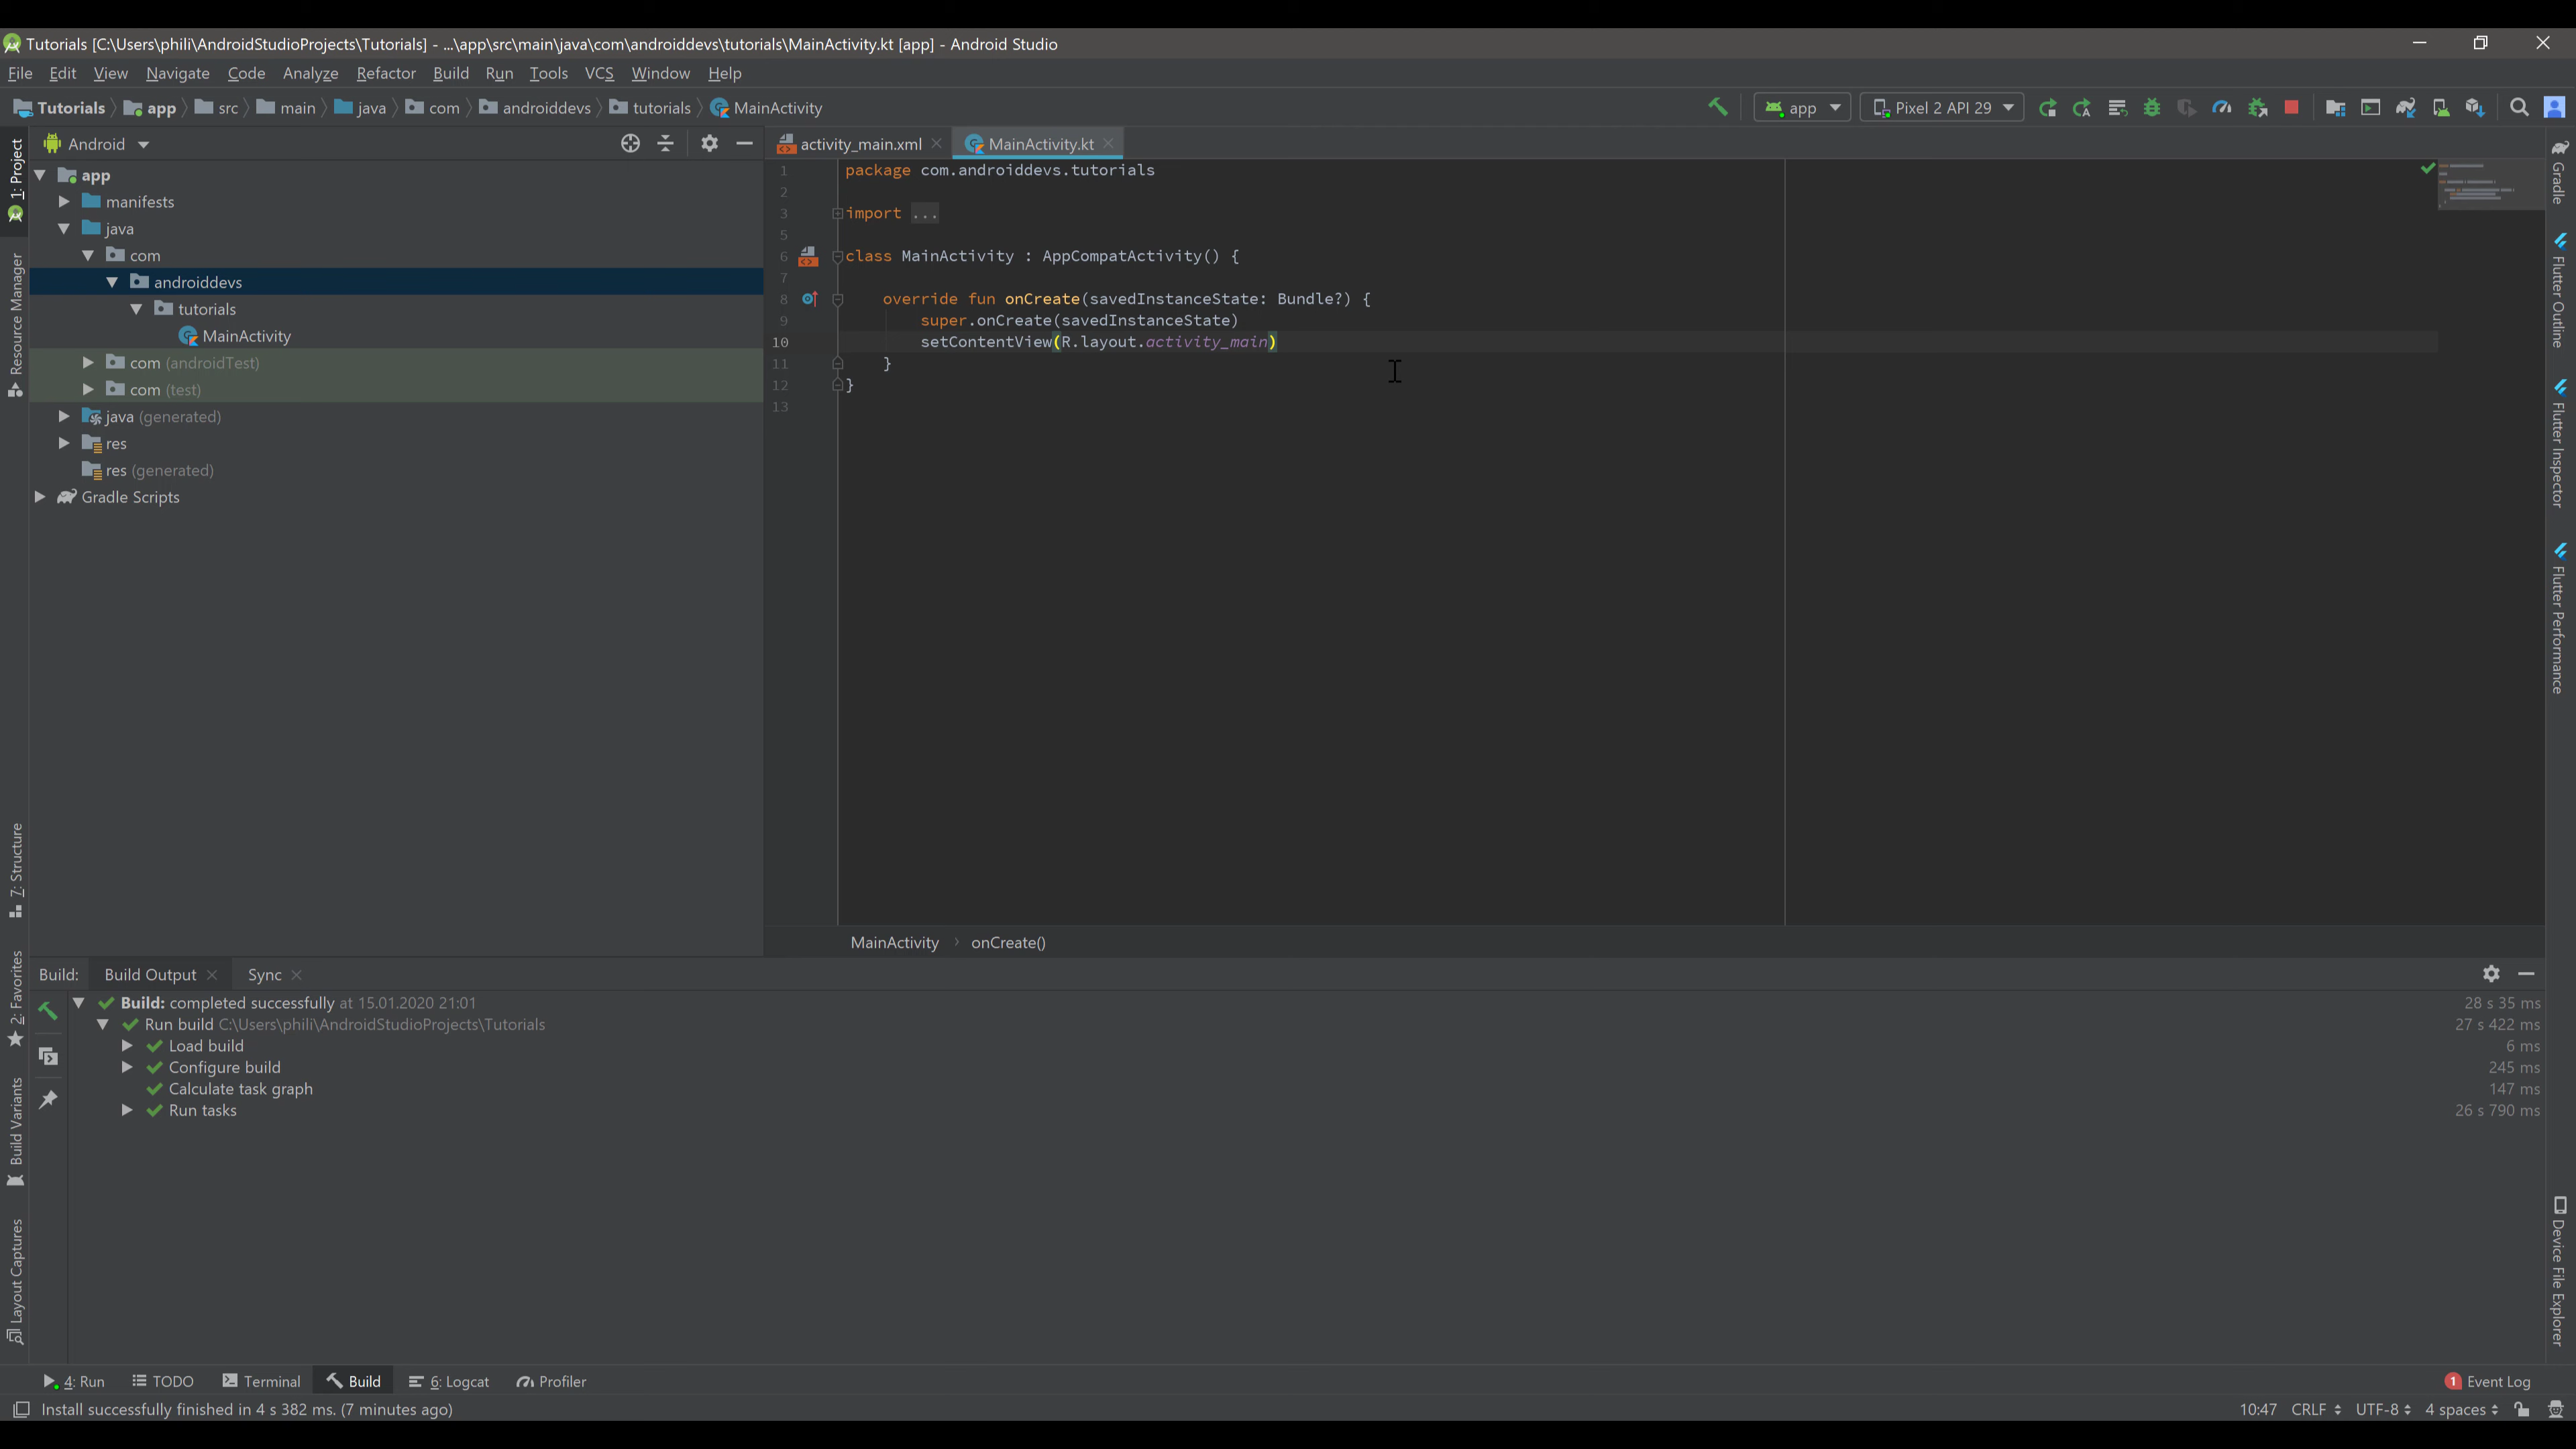 Tutorials [C:\Users\phili\AndroidStudioProjects\Tutorials] - ...\app\src\main\java\com\androiddevs\tutorials\MainActivity.kt [app] - Android Studio
File Edit View Navigate Code Analyze Refactor Build Run Tools VCS Window Help
Tutorials app src main java com androiddevs tutorials MainActivity
app Pixel 2 API 29
1: Project
Resource Manager
7: Structure
2: Favorites
Build Variants
Layout Captures
Android
app
manifests
java
com
androiddevs
tutorials
MainActivity
com (androidTest)
com (test)
java (generated)
res
res (generated)
Gradle Scripts
activity_main.xml MainActivity.kt
1 package com.androiddevs.tutorials
2
3 import ...
5
6 class MainActivity : AppCompatActivity() {
7
8 override fun onCreate(savedInstanceState: Bundle?) {
9 super.onCreate(savedInstanceState)
10 setContentView(R.layout.activity_main)
11 }
12 }
13
MainActivity › onCreate()
Gradle
Flutter Outline
Flutter Inspector
Flutter Performance
Device File Explorer
Build: Build Output Sync
Build: completed successfully at 15.01.2020 21:01 28 s 35 ms
Run build C:\Users\phili\AndroidStudioProjects\Tutorials 27 s 422 ms
Load build 6 ms
Configure build 245 ms
Calculate task graph 147 ms
Run tasks 26 s 790 ms
4: Run TODO Terminal Build 6: Logcat Profiler 1 Event Log
Install successfully finished in 4 s 382 ms. (7 minutes ago) 10:47 CRLF UTF-8 4 spaces